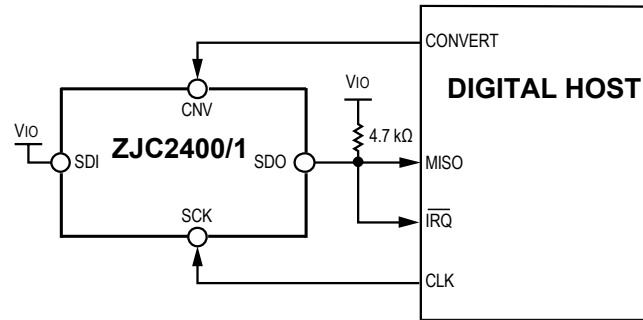 CONVERT
DIGITAL HOST
VIO
CNV
VIO
4.7 kΩ
ZJC2400/1
SDI
SDO
MISO
SCK
IRQ
CLK